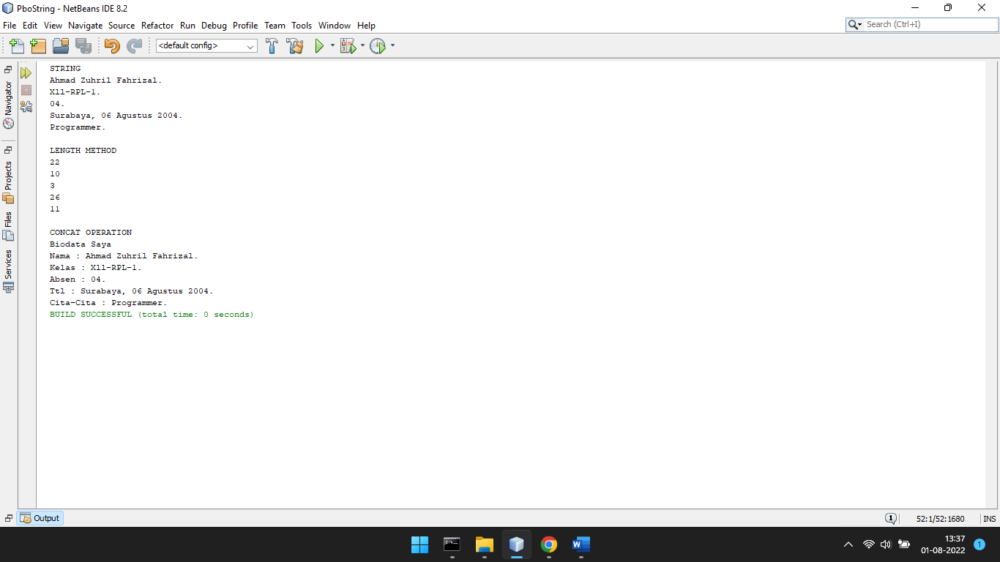 PboString - NetBeans IDE 8.2
File Edit View Navigate Source Refactor Run Debug Profile Team Tools Window Help
Search (Ctrl+I)
<default config>
Navigator
Projects
Files
Services
STRING
Ahmad Zuhril Fahrizal.
X11-RPL-1.
04.
Surabaya, 06 Agustus 2004.
Programmer.
LENGTH METHOD
22
10
3
26
11
CONCAT OPERATION
Biodata Saya
Nama : Ahmad Zuhril Fahrizal.
Kelas : X11-RPL-1.
Absen : 04.
Ttl : Surabaya, 06 Agustus 2004.
Cita-Cita : Programmer.
BUILD SUCCESSFUL (total time: 0 seconds)
Output
1
52:1/52:1680
INS
13:37
01-08-2022
1